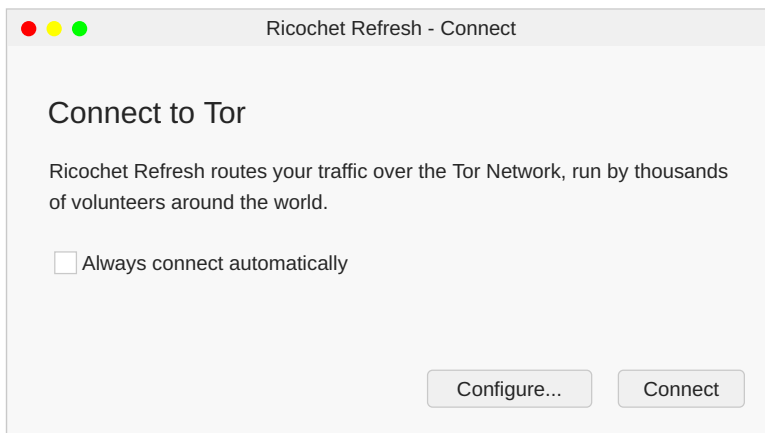 Ricochet Refresh - Connect
Connect to Tor
Ricochet Refresh routes your traffic over the Tor Network, run by thousands
of volunteers around the world.
Always connect automatically
Configure...
Connect